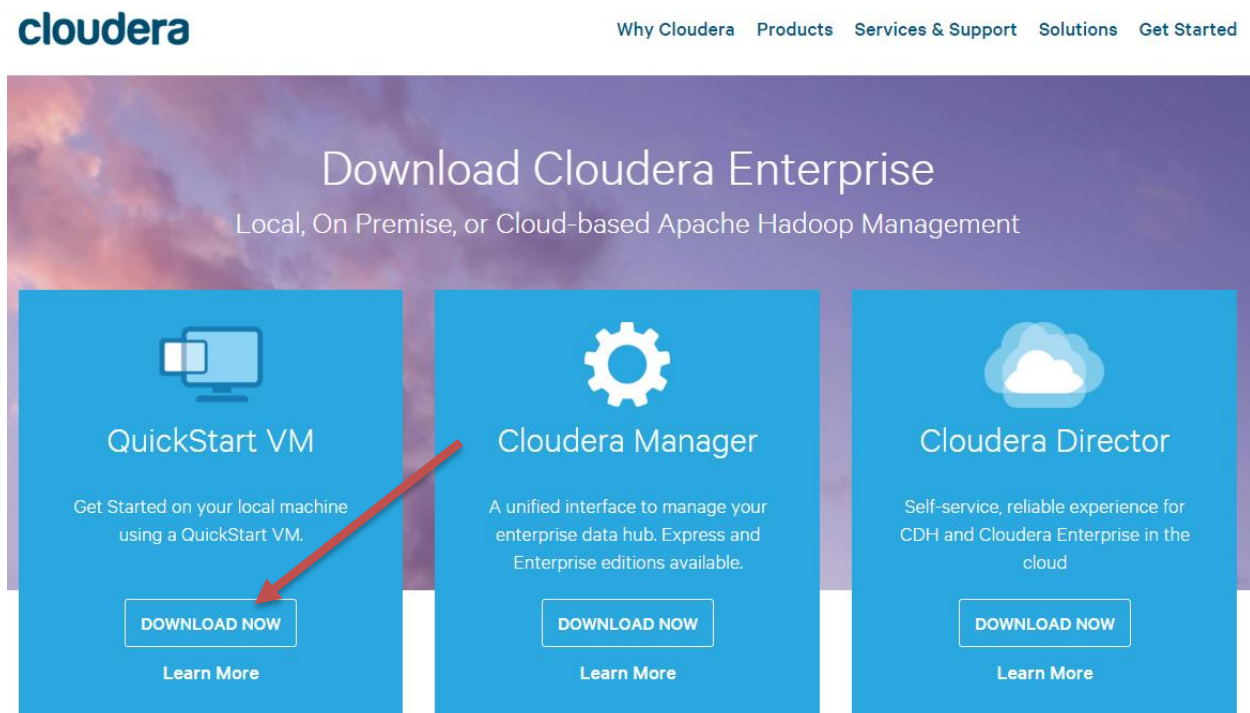 cloudera
Why Cloudera Products Services & Support Solutions Get Started
Download Cloudera Enterprise
Local, On Premise, or Cloud-based Apache Hadoop Management
QuickStart VM
Get Started on your local machine
using a QuickStart VM.
DOWNLOAD NOW
Learn More
Cloudera Manager
A unified interface to manage your
enterprise data hub. Express and
Enterprise editions available.
DOWNLOAD NOW
Learn More
Cloudera Director
Self-service, reliable experience for
CDH and Cloudera Enterprise in the
cloud
DOWNLOAD NOW
Learn More